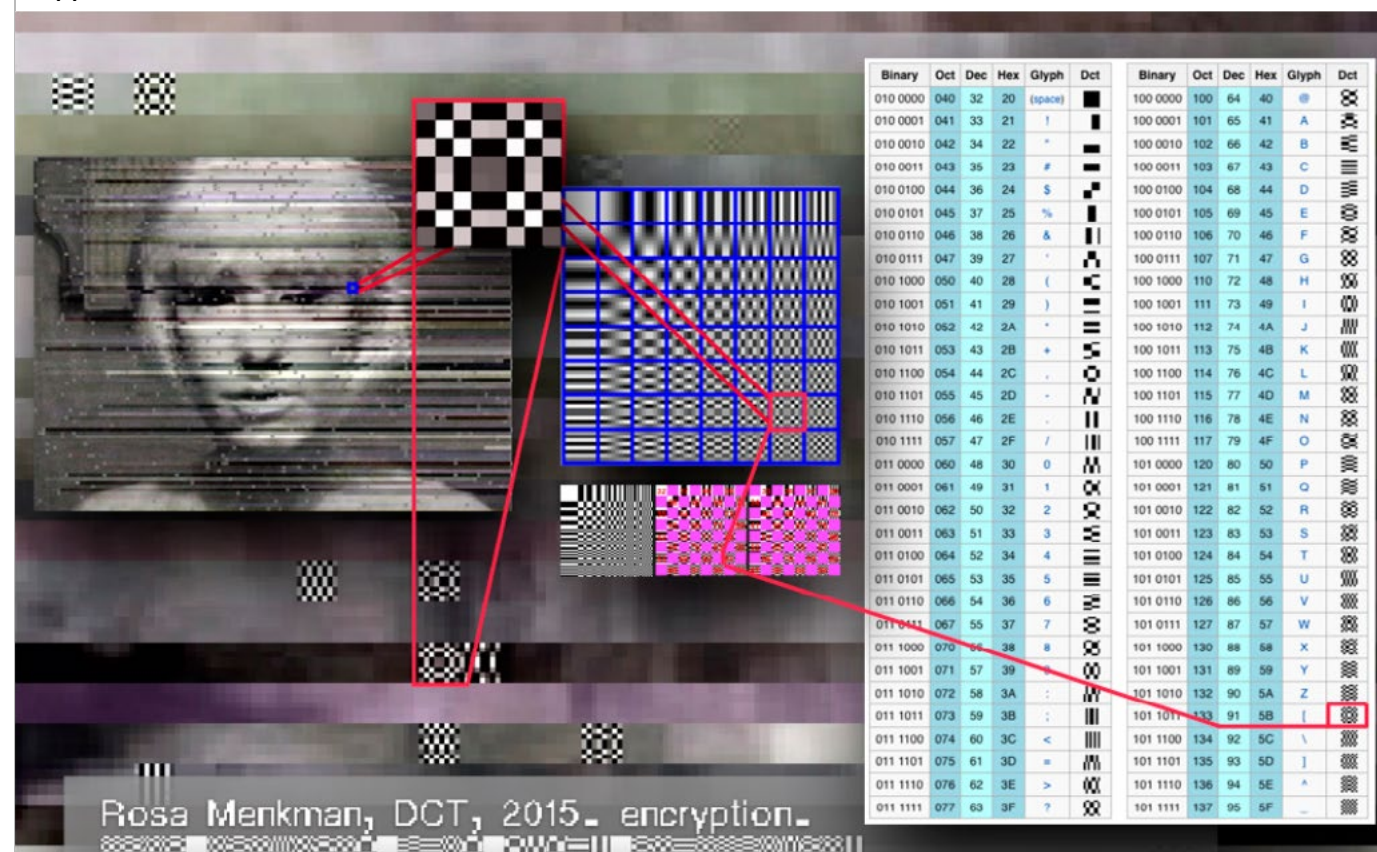 Binary Oct Dec Hex Glyph Dct Binary Oct Dec Hex Glyph Dct
010 0000 040 32 20 (space) 100 0000 100 64 40 @
010 0001 041 33 21 ! 100 0001 101 65 41 A
010 0010 042 34 22 " 100 0010 102 66 42 B
010 0011 043 35 23 # 100 0011 103 67 43 C
010 0100 044 36 24 $ 100 0100 104 68 44 D
010 0101 045 37 25 % 100 0101 105 69 45 E
010 0110 046 38 26 & 100 0110 106 70 46 F
010 0111 047 39 27 ' 100 0111 107 71 47 G
010 1000 050 40 28 ( 100 1000 110 72 48 H
010 1001 051 41 29 ) 100 1001 111 73 49 I
010 1010 052 42 2A * 100 1010 112 74 4A J
010 1011 053 43 2B + 100 1011 113 75 4B K
010 1100 054 44 2C , 100 1100 114 76 4C L
010 1101 055 45 2D - 100 1101 115 77 4D M
010 1110 056 46 2E . 100 1110 116 78 4E N
010 1111 057 47 2F / 100 1111 117 79 4F O
011 0000 060 48 30 0 101 0000 120 80 50 P
011 0001 061 49 31 1 101 0001 121 81 51 Q
011 0010 062 50 32 2 101 0010 122 82 52 R
011 0011 063 51 33 3 101 0011 123 83 53 S
011 0100 064 52 34 4 101 0100 124 84 54 T
011 0101 065 53 35 5 101 0101 125 85 55 U
011 0110 066 54 36 6 101 0110 126 86 56 V
011 0111 067 55 37 7 101 0111 127 87 57 W
011 1000 070 38 8 101 1000 130 88 58 X
011 1001 071 57 39 101 1001 131 89 59 Y
011 1010 072 58 3A : 101 1010 132 90 5A Z
011 1011 073 59 3B ; 101 1011 133 91 5B [
011 1100 074 60 3C < 101 1100 134 92 5C \
011 1101 075 61 3D = 101 1101 135 93 5D ]
011 1110 076 62 3E > 101 1110 136 94 5E ^
011 1111 077 63 3F ? 101 1111 137 95 5F _
Rosa Menkman, DCT, 2015. encryption.